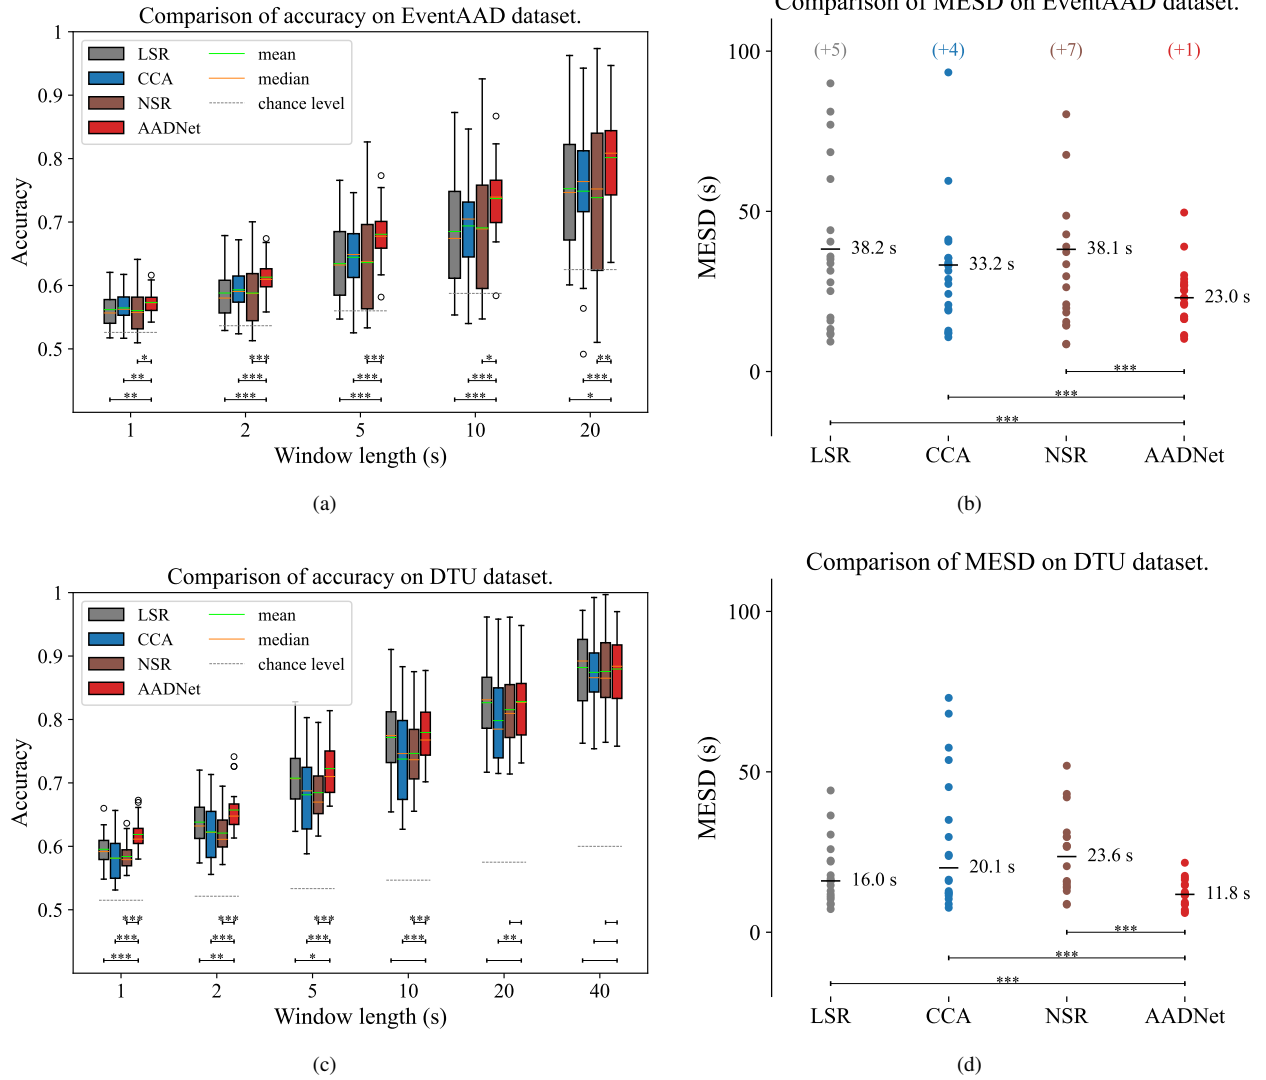 Comparison of accuracy on EventAAD dataset.
Accuracy
1
0.9
0.8
0.7
0.6
0.5
LSR
CCA
NSR
AADNet
mean
median
chance level
*
***
***
*
**
**
***
***
***
***
**
***
***
***
*
1 2 5 10 20
Window length (s)
(a)
Comparison of MESD on EventAAD dataset.
MESD (s)
100
50
0
(+5) (+4) (+7) (+1)
38.2 s
33.2 s
38.1 s
23.0 s
***
***
***
LSR CCA NSR AADNet
(b)
Comparison of accuracy on DTU dataset.
Accuracy
1
0.9
0.8
0.7
0.6
0.5
LSR
CCA
NSR
AADNet
mean
median
chance level
***
***
***
***
***
***
***
***
**
***
**
*
1 2 5 10 20 40
Window length (s)
(c)
Comparison of MESD on DTU dataset.
MESD (s)
100
50
0
16.0 s
20.1 s
23.6 s
11.8 s
***
***
***
LSR CCA NSR AADNet
(d)